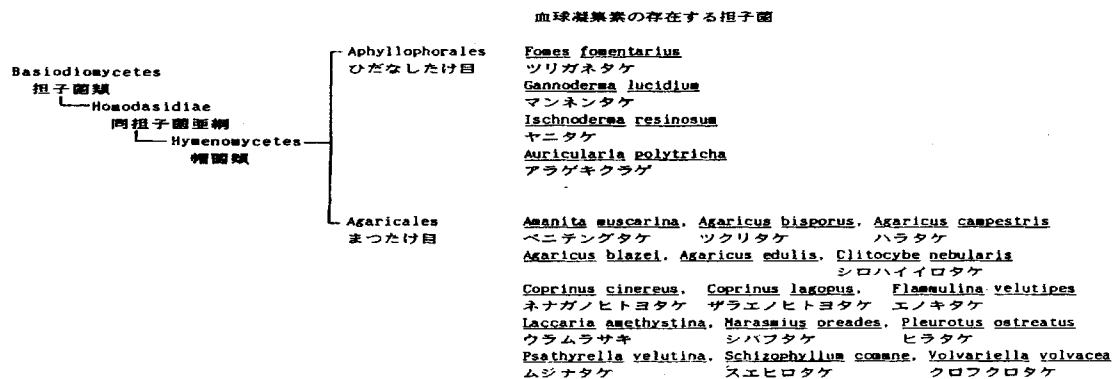 血球凝集素の存在する担子菌
Basiodiomycetes
担子菌類
Homodasidiae
同担子菌亜綱
Hymenomycetes
帽菌類
Aphyllophorales
ひだなしたけ目
Fomes fomentarius
ツリガネタケ
Gannoderma lucidium
マンネンタケ
Ischnoderma resinosum
ヤニタケ
Auricularia polytricha
アラゲキクラゲ
Agaricales
まつたけ目
Amanita muscarina, Agaricus bisporus, Agaricus campestris
ベニテングタケ ツクリタケ ハラタケ
Agaricus blazei, Agaricus edulis, Clitocybe nebularis
シロハイイロタケ
Coprinus cinereus, Coprinus lagopus, Flammulina velutipes
ネナガノヒトヨタケ ザラエノヒトヨタケ エノキタケ
Laccaria amethystina, Marasmius oreades, Pleurotus ostreatus
ウラムラサキ シバフタケ ヒラタケ
Psathyrella velutina, Schizophyllum comune, Volvariella volvacea
ムジナタケ スエヒロタケ クロフクロタケ